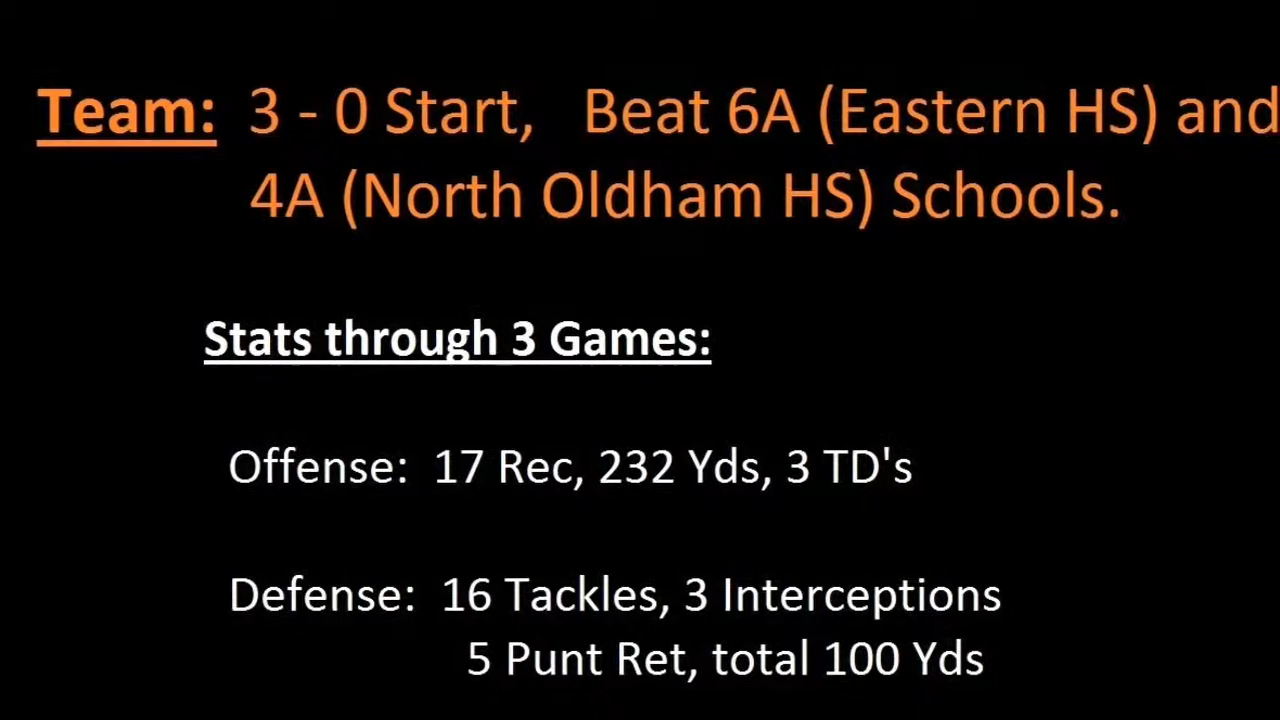 Team: 3 - 0 Start, Beat 6A (Eastern HS) and
4A (North Oldham HS) Schools.
Stats through 3 Games:
Offense: 17 Rec, 232 Yds, 3 TD's
Defense: 16 Tackles, 3 Interceptions
5 Punt Ret, total 100 Yds